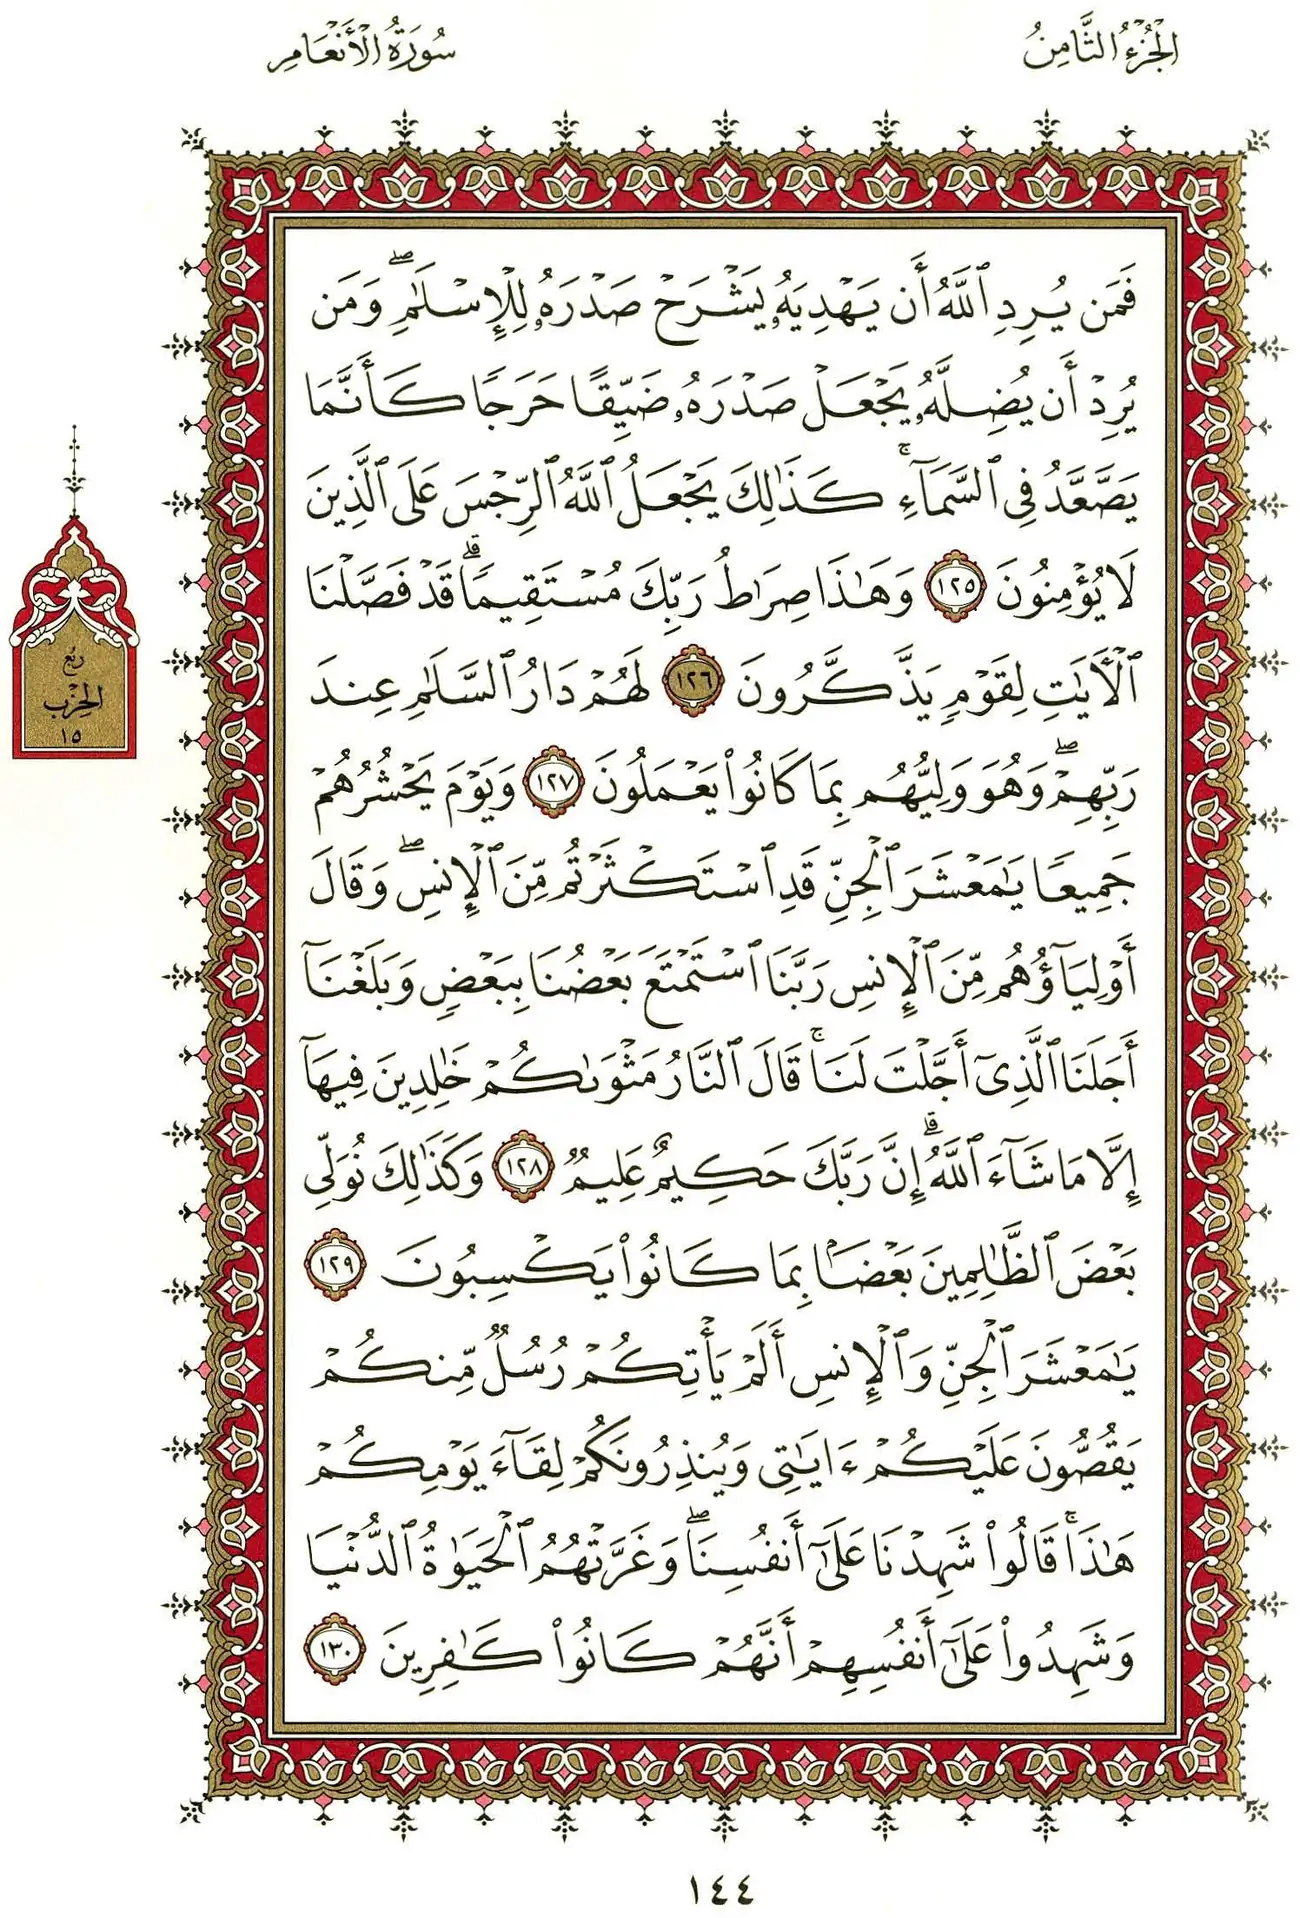 الجزء الثامن
سورة الأنعام
فَمَن يُرِدِ ٱللَّهُ أَن يَهْدِيَهُۥ يَشْرَحْ صَدْرَهُۥ لِلْإِسْلَٰمِۖ وَمَن
يُرِدْ أَن يُضِلَّهُۥ يَجْعَلْ صَدْرَهُۥ ضَيِّقًا حَرَجًا كَأَنَّمَا
يَصَّعَّدُ فِى ٱلسَّمَآءِۚ كَذَٰلِكَ يَجْعَلُ ٱللَّهُ ٱلرِّجْسَ عَلَى ٱلَّذِينَ
لَا يُؤْمِنُونَ ١٢٥ وَهَٰذَا صِرَٰطُ رَبِّكَ مُسْتَقِيمًاۗ قَدْ فَصَّلْنَا
ٱلْـَٔايَٰتِ لِقَوْمٍ يَذَّكَّرُونَ ١٢٦ لَهُمْ دَارُ ٱلسَّلَٰمِ عِندَ
ربع
الحزب
١٥
رَبِّهِمْۖ وَهُوَ وَلِيُّهُم بِمَا كَانُوا۟ يَعْمَلُونَ ١٢٧ وَيَوْمَ يَحْشُرُهُمْ
جَمِيعًا يَٰمَعْشَرَ ٱلْجِنِّ قَدِ ٱسْتَكْثَرْتُم مِّنَ ٱلْإِنسِۖ وَقَالَ
أَوْلِيَآؤُهُم مِّنَ ٱلْإِنسِ رَبَّنَا ٱسْتَمْتَعَ بَعْضُنَا بِبَعْضٍ وَبَلَغْنَآ
أَجَلَنَا ٱلَّذِىٓ أَجَّلْتَ لَنَاۚ قَالَ ٱلنَّارُ مَثْوَىٰكُمْ خَٰلِدِينَ فِيهَآ
إِلَّا مَا شَآءَ ٱللَّهُۗ إِنَّ رَبَّكَ حَكِيمٌ عَلِيمٌ ١٢٨ وَكَذَٰلِكَ نُوَلِّى
بَعْضَ ٱلظَّٰلِمِينَ بَعْضًۢا بِمَا كَانُوا۟ يَكْسِبُونَ ١٢٩
يَٰمَعْشَرَ ٱلْجِنِّ وَٱلْإِنسِ أَلَمْ يَأْتِكُمْ رُسُلٌ مِّنكُمْ
يَقُصُّونَ عَلَيْكُمْ ءَايَٰتِى وَيُنذِرُونَكُمْ لِقَآءَ يَوْمِكُمْ
هَٰذَاۚ قَالُوا۟ شَهِدْنَا عَلَىٰٓ أَنفُسِنَاۖ وَغَرَّتْهُمُ ٱلْحَيَوٰةُ ٱلدُّنْيَا
وَشَهِدُوا۟ عَلَىٰٓ أَنفُسِهِمْ أَنَّهُمْ كَانُوا۟ كَٰفِرِينَ ١٣٠
١٤٤